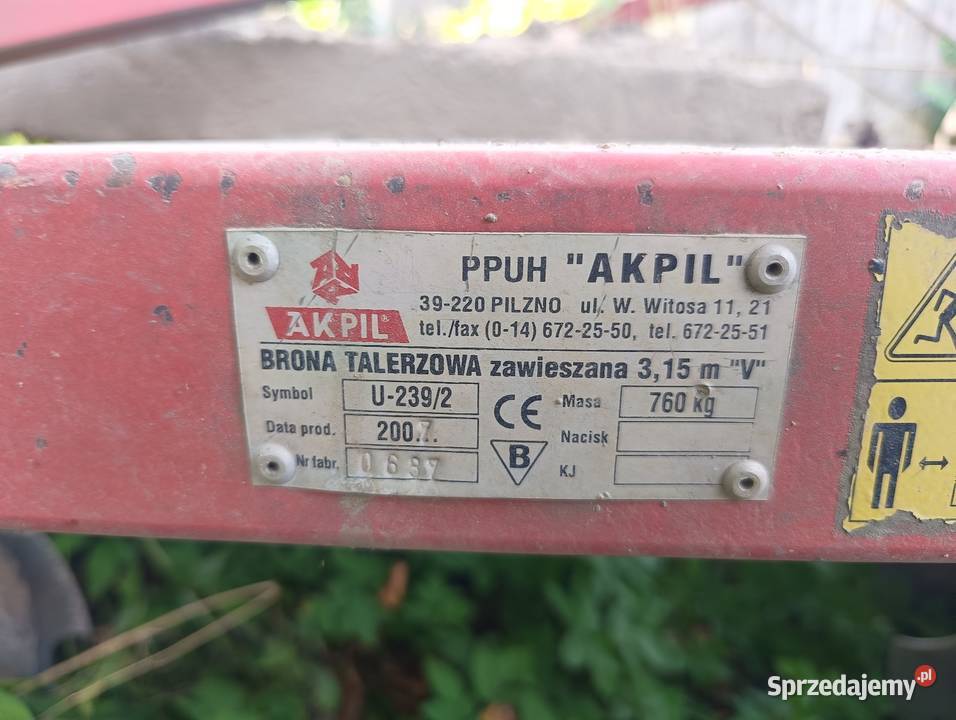 PPUH "AKPIL"
AKPIL®
39-220 PILZNO ul. W. Witosa 11, 21
tel./fax (0-14) 672-25-50, tel. 672-25-51
BRONA TALERZOWA zawieszana 3,15 m "V"
Symbol U-239/2 CE Masa 760 kg
Data prod. 2007. Nacisk
Nr fabr. B KJ
Sprzedajemy.pl